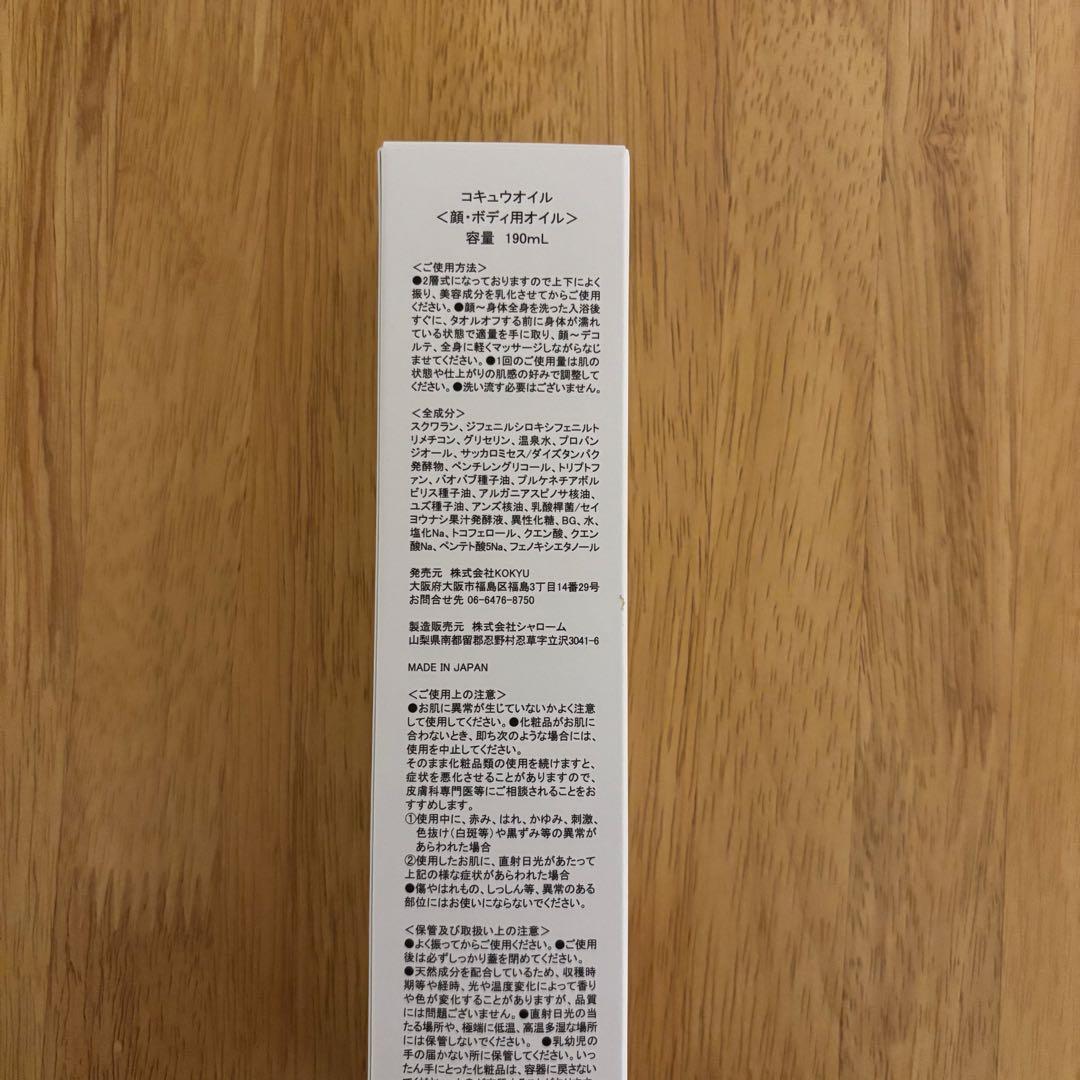 コキュウオイル
＜顔・ボディ用オイル＞
容量 190mL
＜ご使用方法＞
●2層式になっておりますので上下によく
振り、美容成分を乳化させてからご使用
ください。●顔～身体全身を洗った入浴後
すぐに、タオルオフする前に身体が濡れ
ている状態で適量を手に取り、顔～デコ
ルテ、全身に軽くマッサージしながらなじ
ませてください。●1回のご使用量は肌の
状態や仕上がりの肌感の好みで調整して
ください。●洗い流す必要はございません。
＜全成分＞
スクワラン、ジフェニルシロキシフェニルト
リメチコン、グリセリン、温泉水、プロパン
ジオール、サッカロミセス/ダイズタンパク
発酵物、ペンチレングリコール、トリプトフ
ァン、バオバブ種子油、プルケネチアボル
ビリス種子油、アルガニアスピノサ核油、
ユズ種子油、アンズ核油、乳酸桿菌/セイ
ヨウナシ果汁発酵液、異性化糖、BG、水、
塩化Na、トコフェロール、クエン酸、クエン
酸Na、ペンテト酸5Na、フェノキシエタノール
発売元 株式会社KOKYU
大阪府大阪市福島区福島3丁目14番29号
お問合せ先 06-6476-8750
製造販売元 株式会社シャローム
山梨県南都留郡忍野村忍草字立沢3041-6
MADE IN JAPAN
＜ご使用上の注意＞
●お肌に異常が生じていないかよく注意
して使用してください。●化粧品がお肌に
合わないとき、即ち次のような場合には、
使用を中止してください。
そのまま化粧品類の使用を続けますと、
症状を悪化させることがありますので、
皮膚科専門医等にご相談されることをお
すすめします。
①使用中に、赤み、はれ、かゆみ、刺激、
色抜け（白斑等）や黒ずみ等の異常が
あらわれた場合
②使用したお肌に、直射日光があたって
上記の様な症状があらわれた場合
●傷やはれもの、しっしん等、異常のある
部位にはお使いにならないでください。
＜保管及び取扱い上の注意＞
●よく振ってからご使用ください。●ご使用
後は必ずしっかり蓋を閉めてください。
●天然成分を配合しているため、収穫時
期等や経時、光や温度変化によって香り
や色が変化することがありますが、品質
には問題ございません。●直射日光の当
たる場所や、極端に低温、高温多湿な場所
には保管しないでください。 ●乳幼児の
手の届かない所に保管してください。いっ
たん手にとった化粧品は、容器に戻さない